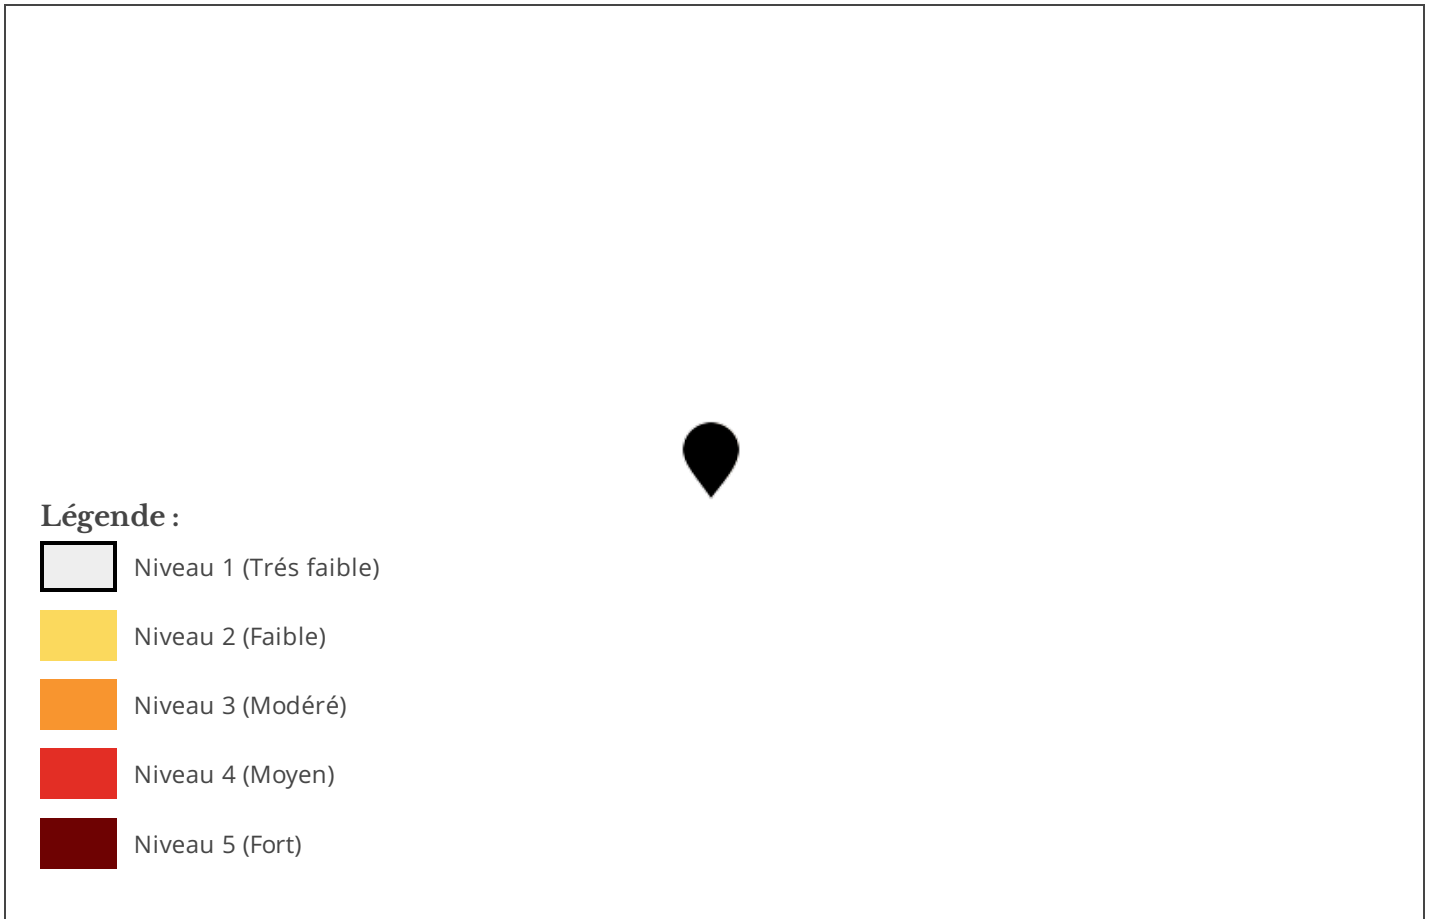 Légende :
Niveau 1 (Trés faible)
Niveau 2 (Faible)
Niveau 3 (Modéré)
Niveau 4 (Moyen)
Niveau 5 (Fort)